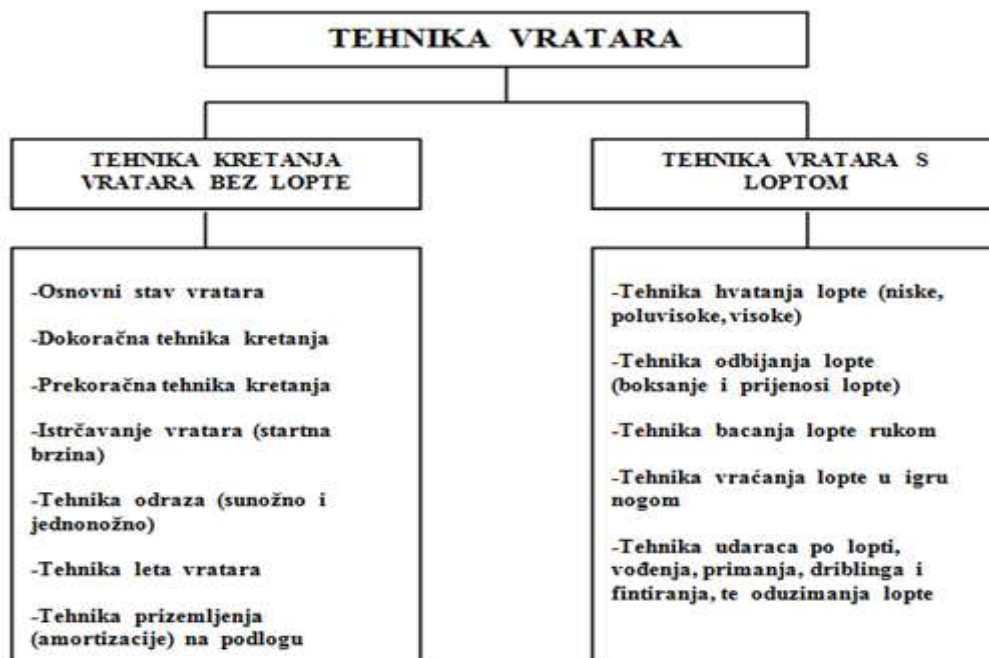 TEHNIKA VRATARA
TEHNIKA KRETANJA
VRATARA BEZ LOPTE
-Osnovni stav vratara
-Dokoračna tehnika kretanja
-Prekoračna tehnika kretanja
-Istrčavanje vratara (startna
brzina)
-Tehnika odraza (sunožno i
jednonožno)
-Tehnika leta vratara
-Tehnika prizemljenja
(amortizacije) na podlogu
TEHNIKA VRATARA S
LOPTOM
-Tehnika hvatanja lopte (niske,
poluvisoke, visoke)
-Tehnika odbijanja lopte
(boksanje i prijenosi lopte)
-Tehnika bacanja lopte rukom
-Tehnika vraćanja lopte u igru
nogom
-Tehnika udaraca po lopti,
vođenja, primanja, driblinga i
fintiranja, te oduzimanja lopte